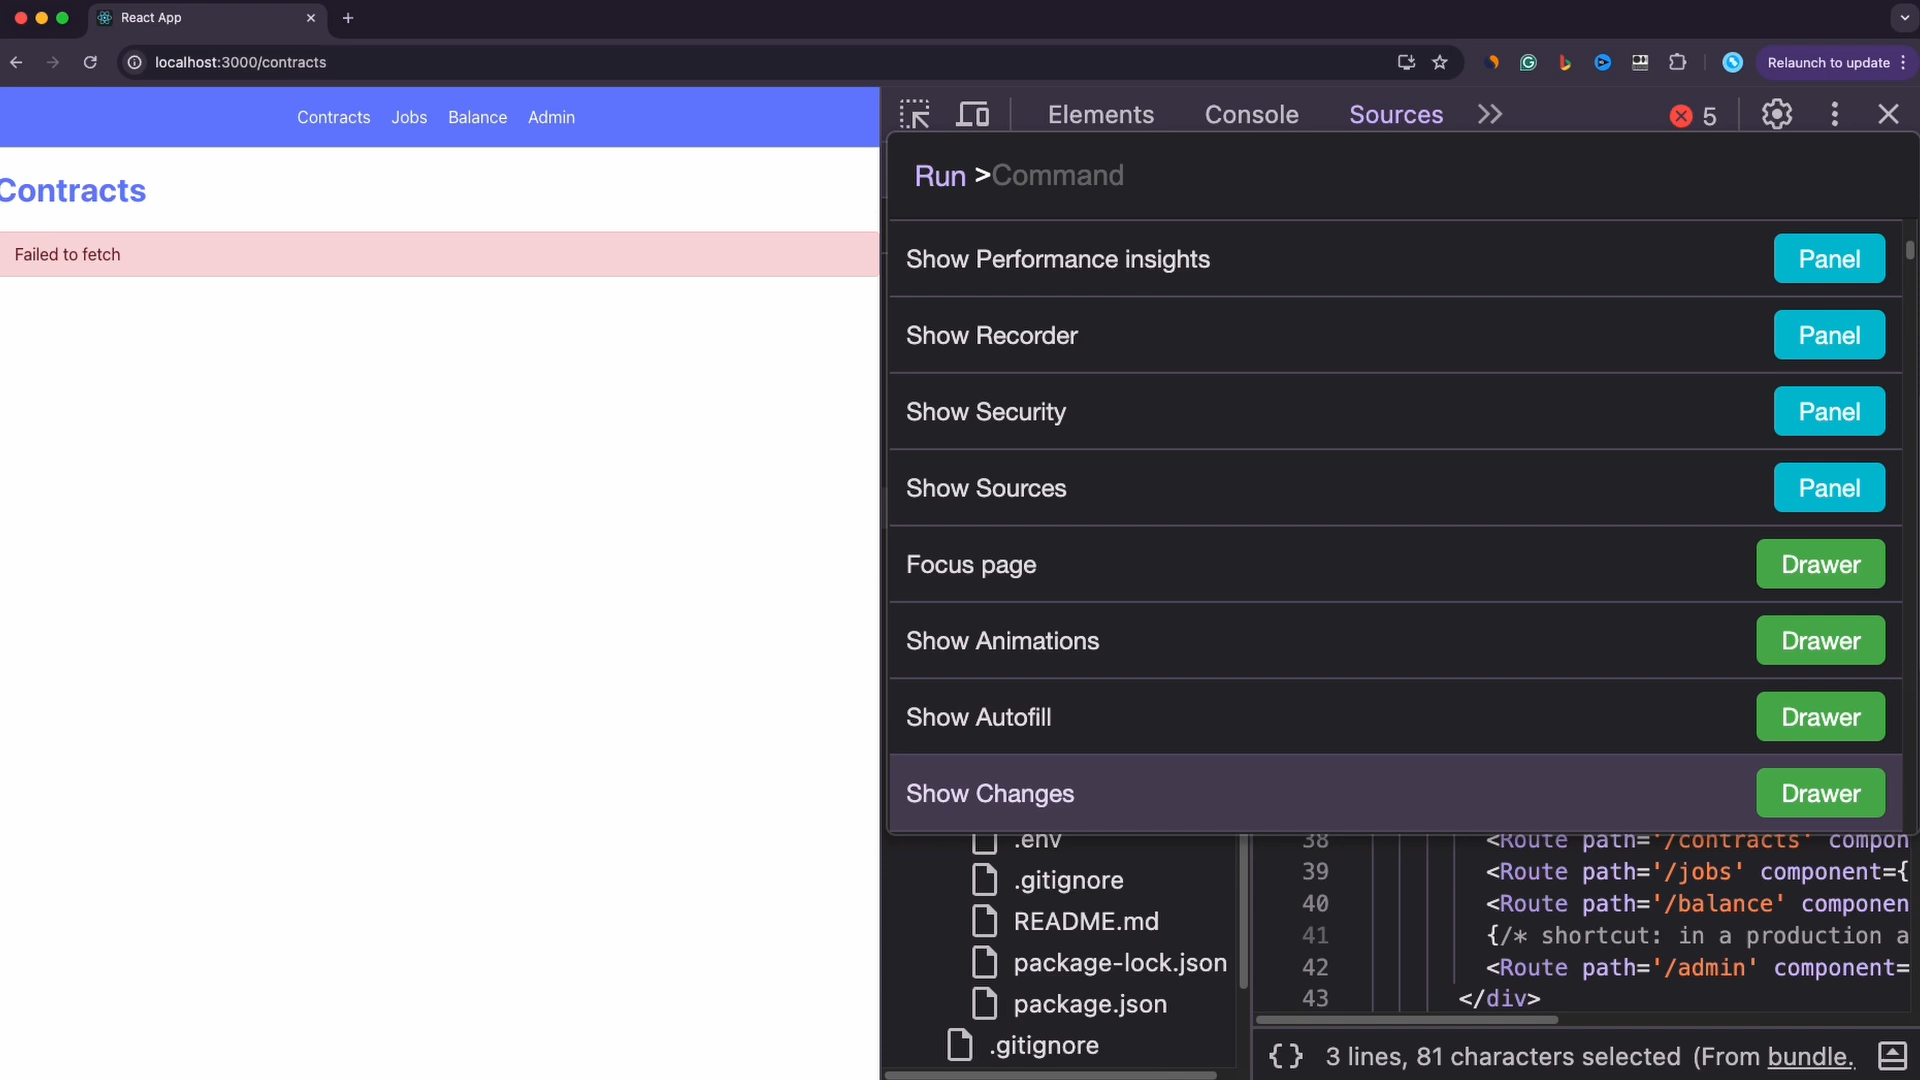 React App
localhost:3000/contracts
Relaunch to update
Contracts Jobs Balance Admin
Contracts
Failed to fetch
Elements Console Sources 5
Run >Command
Show Performance insights Panel
Show Recorder Panel
Show Security Panel
Show Sources Panel
Focus page Drawer
Show Animations Drawer
Show Autofill Drawer
Show Changes Drawer
.env
.gitignore
README.md
package-lock.json
package.json
.gitignore
38 <Route path='/contracts' compon
39 <Route path='/jobs' component={
40 <Route path='/balance' componen
41 {/* shortcut: in a production a
42 <Route path='/admin' component=
43 </div>
{} 3 lines, 81 characters selected (From bundle.